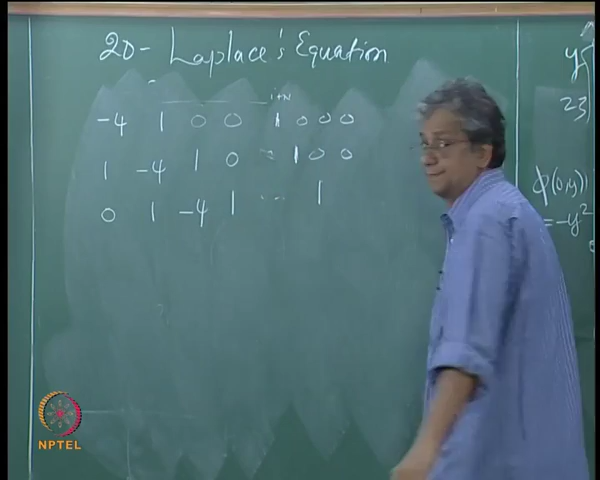 2D - Laplace's Equation
i+N
-4 1 0 0 1 0 0 0
1 -4 1 0 1 0 0
0 1 -4 1 ... 1
y
23
φ(0,y)
= -y²
NPTEL